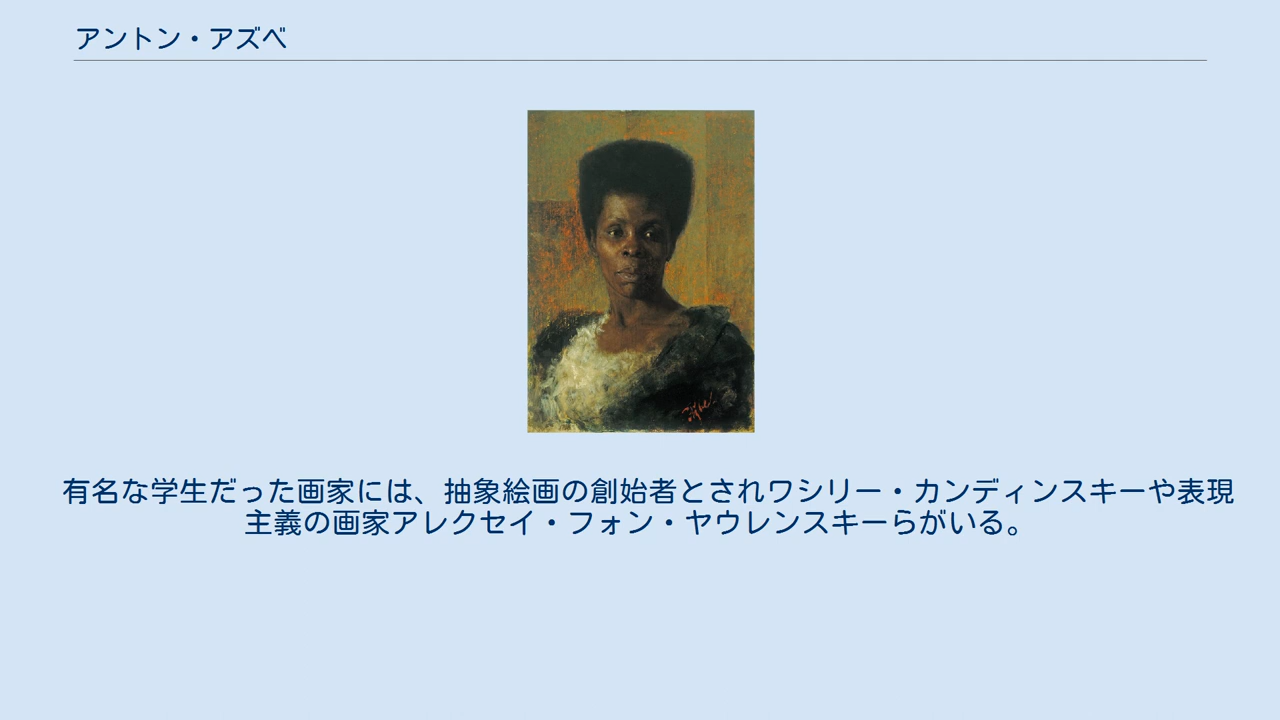 アントン・アズベ
有名な学生だった画家には、抽象絵画の創始者とされワシリー・カンディンスキーや表現
主義の画家アレクセイ・フォン・ヤウレンスキーらがいる。